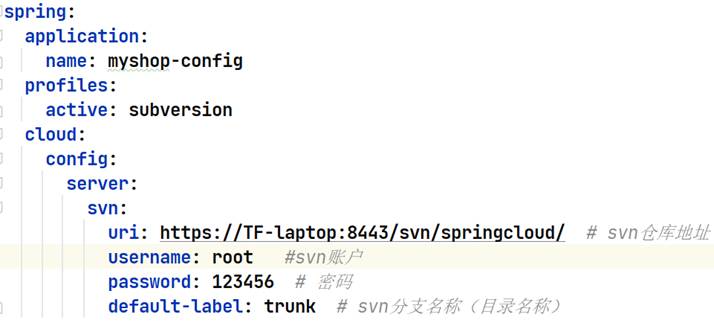 spring:
  application:
    name: myshop-config
  profiles:
    active: subversion
  cloud:
    config:
      server:
        svn:
          uri: https://TF-laptop:8443/svn/springcloud/  # svn仓库地址
          username: root   #svn账户
          password: 123456  # 密码
          default-label: trunk  # svn分支名称（目录名称）